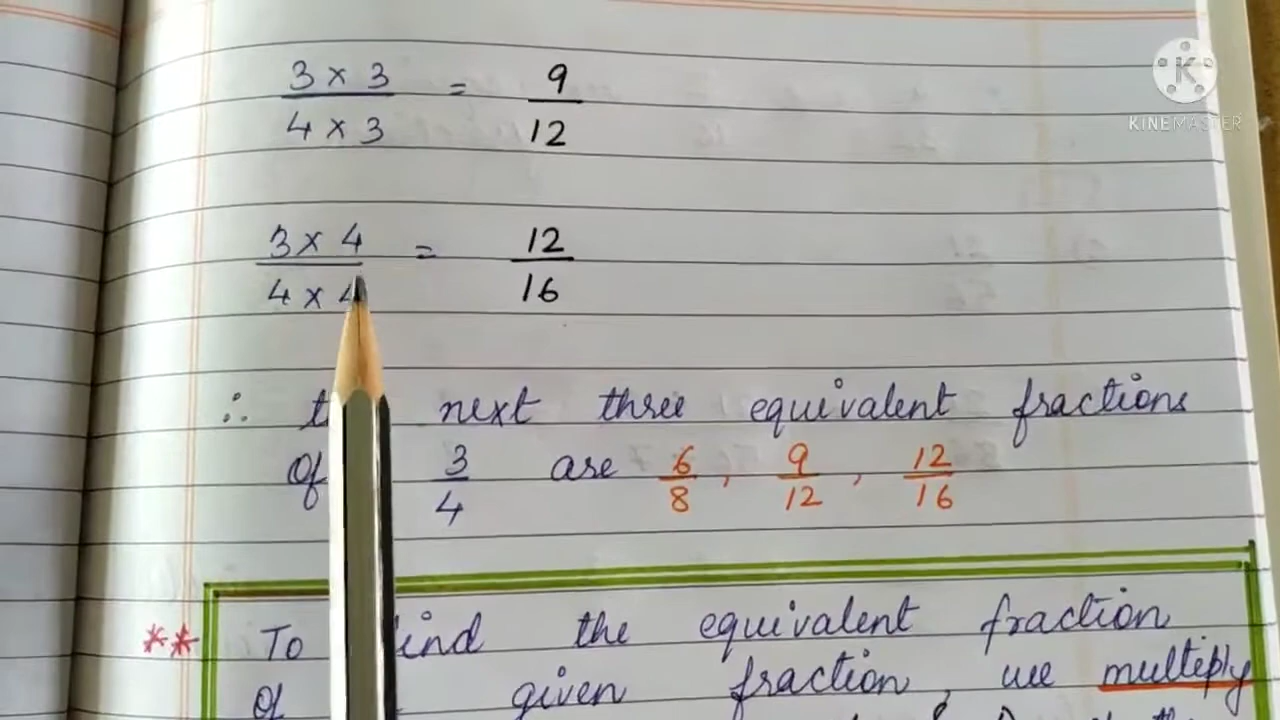 3 × 3 = 9
4 × 3 12
3 × 4 = 12
4 × 4 16
∴ next three equivalent fractions
Of 3/4 are 6/8, 9/12, 12/16
** To the equivalent fraction
Of given fraction, we multiply
KINEMASTER